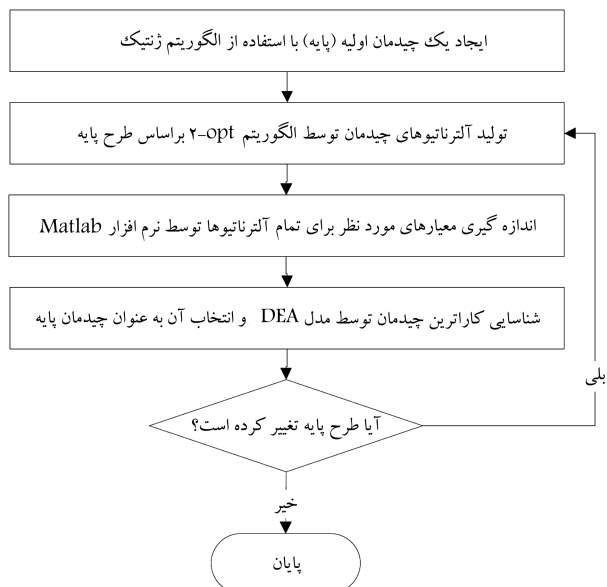 ایجاد یک چیدمان اولیه (پایه) با استفاده از الگوریتم ژنتیک
تولید آلترناتیوهای چیدمان توسط الگوریتم ۲-opt براساس طرح پایه
اندازه گیری معیارهای مورد نظر برای تمام آلترناتیوها توسط نرم افزار Matlab
شناسایی کاراترین چیدمان توسط مدل DEA و انتخاب آن به عنوان چیدمان پایه
آیا طرح پایه تغییر کرده است؟
بلی
خیر
پایان